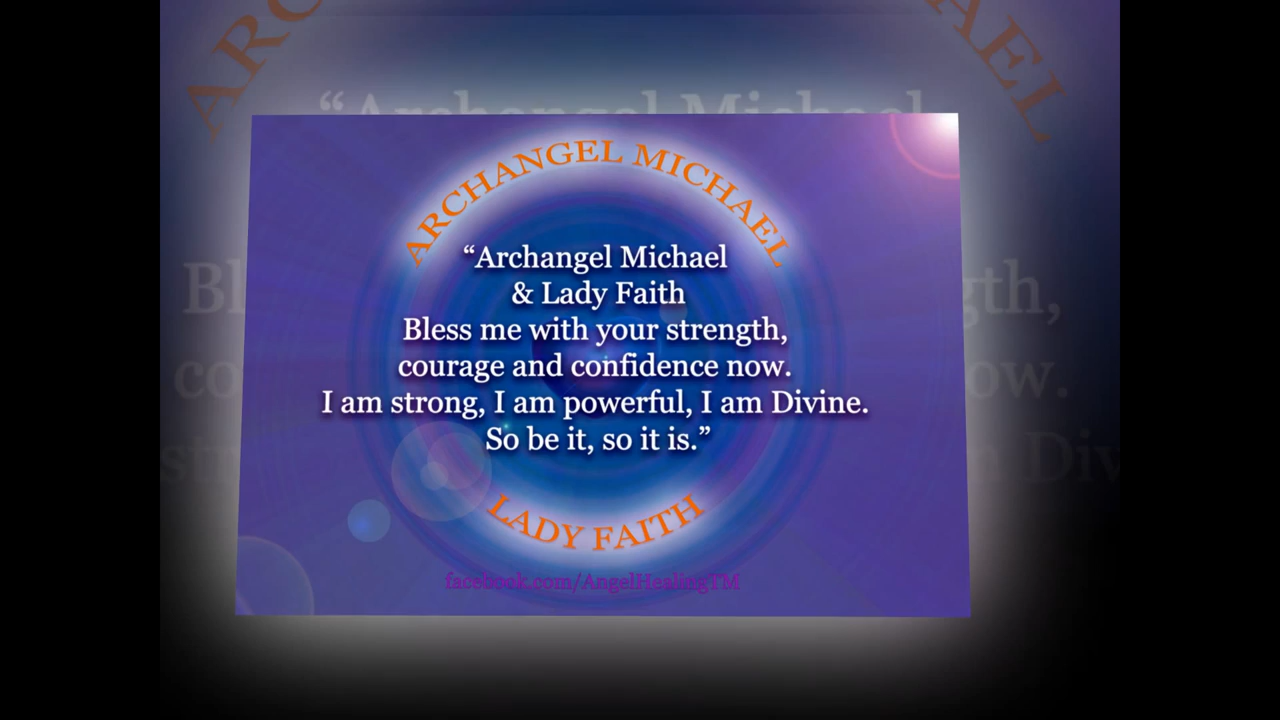 ARCHANGEL MICHAEL
“Archangel Michael
& Lady Faith
Bless me with your strength,
courage and confidence now.
I am strong, I am powerful, I am Divine.
So be it, so it is.”
LADY FAITH
facebook.com/AngelHealingTM